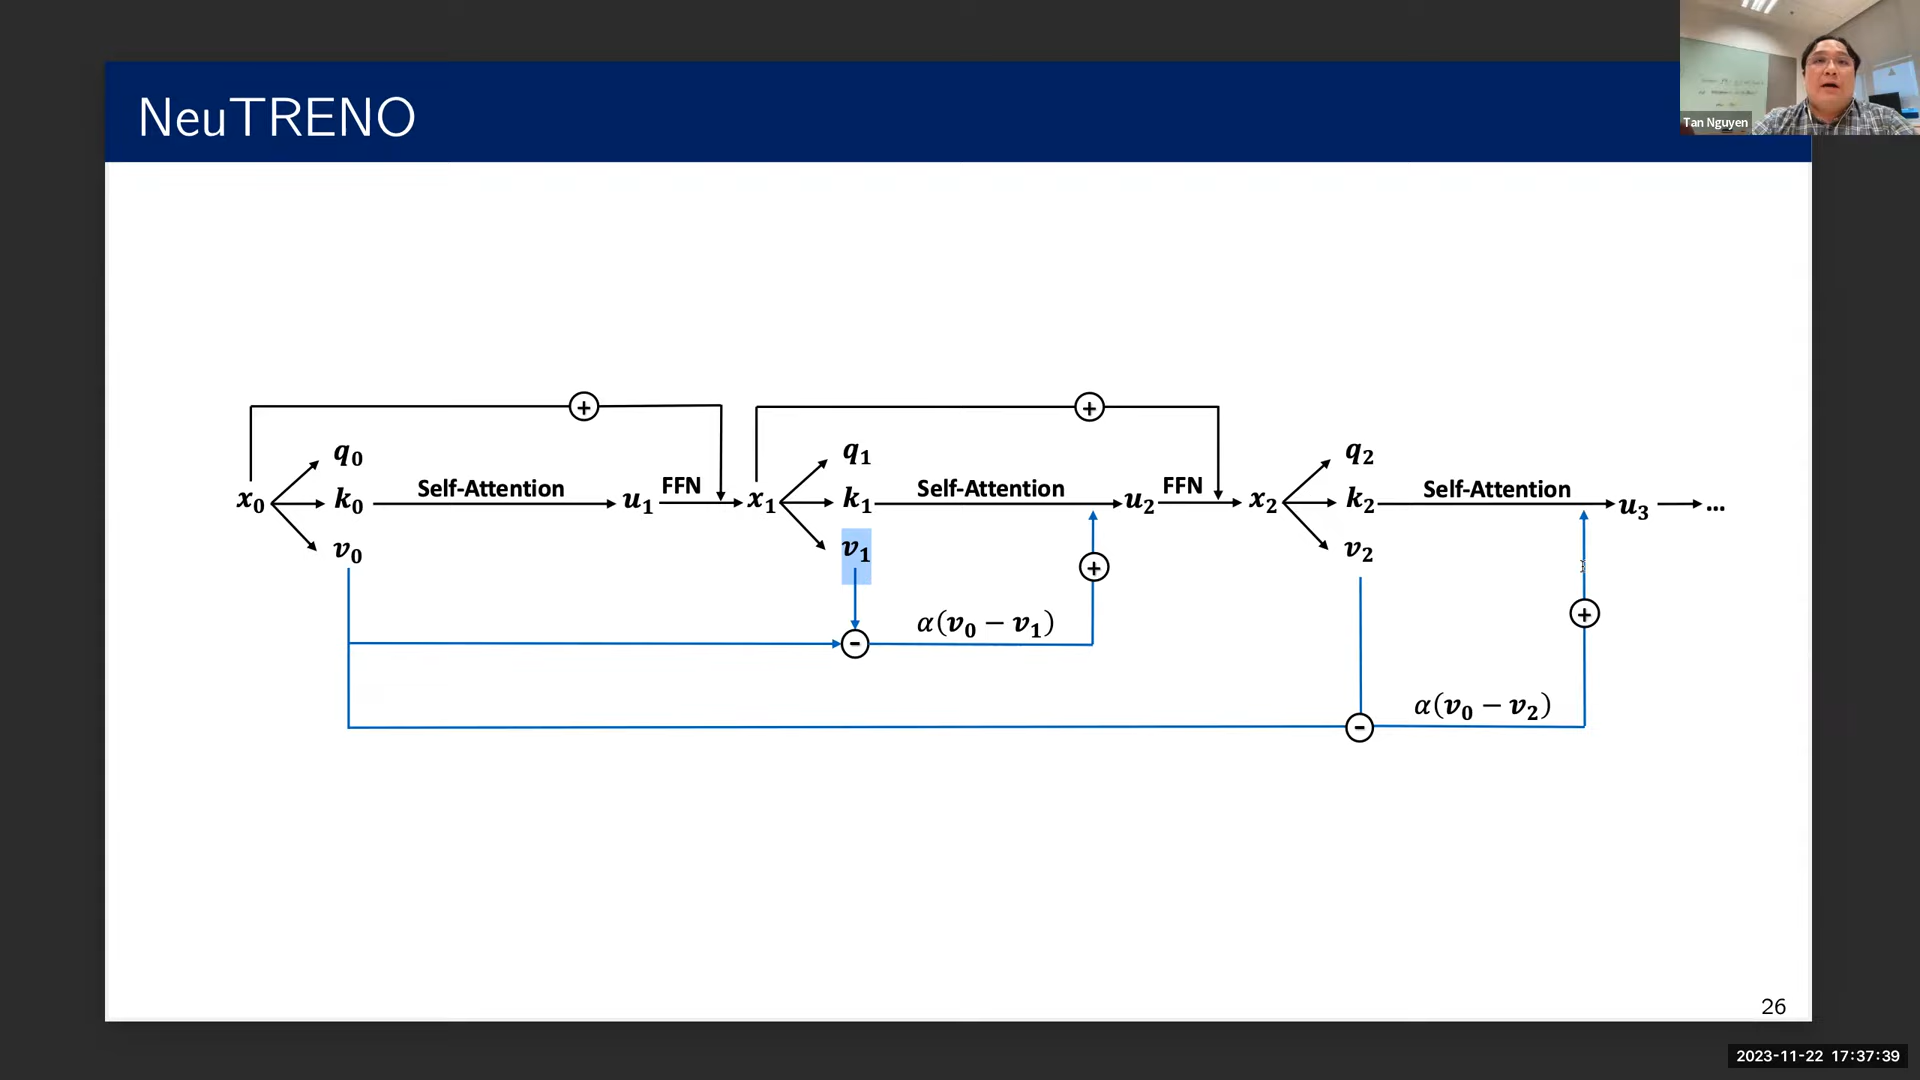 NeuTRENO
Tan Nguyen
+ +
q₀ q₁ q₂
x₀ k₀ Self-Attention u₁ FFN x₁ k₁ Self-Attention u₂ FFN x₂ k₂ Self-Attention u₃ ...
v₀ v₁ v₂
+
- α(v₀ − v₁) +
- α(v₀ − v₂)
26
2023-11-22 17:37:39